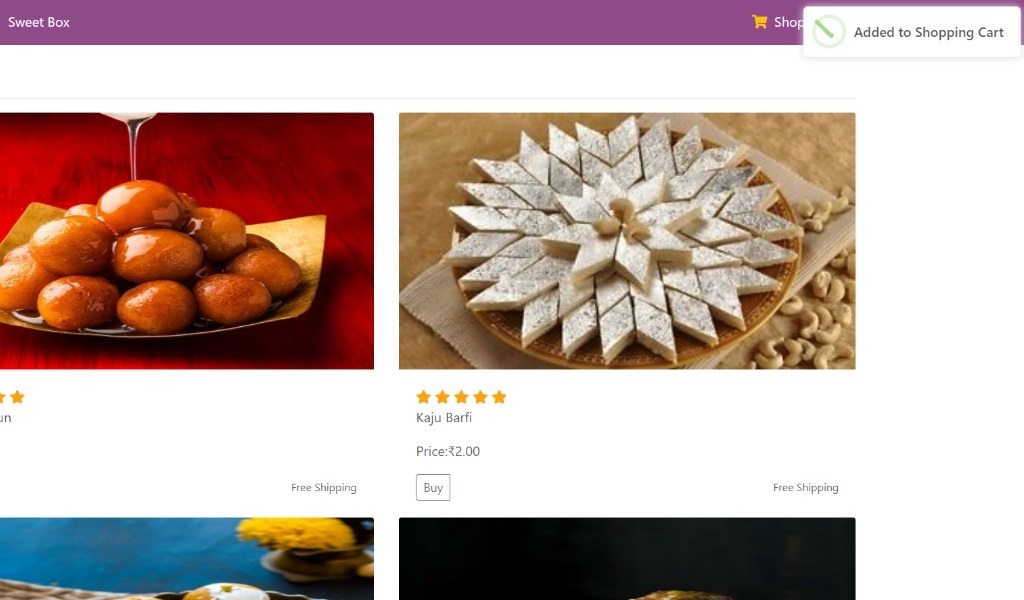 Sweet Box
Shop
Added to Shopping Cart
un
Free Shipping
Kaju Barfi
Price:₹2.00
Buy
Free Shipping